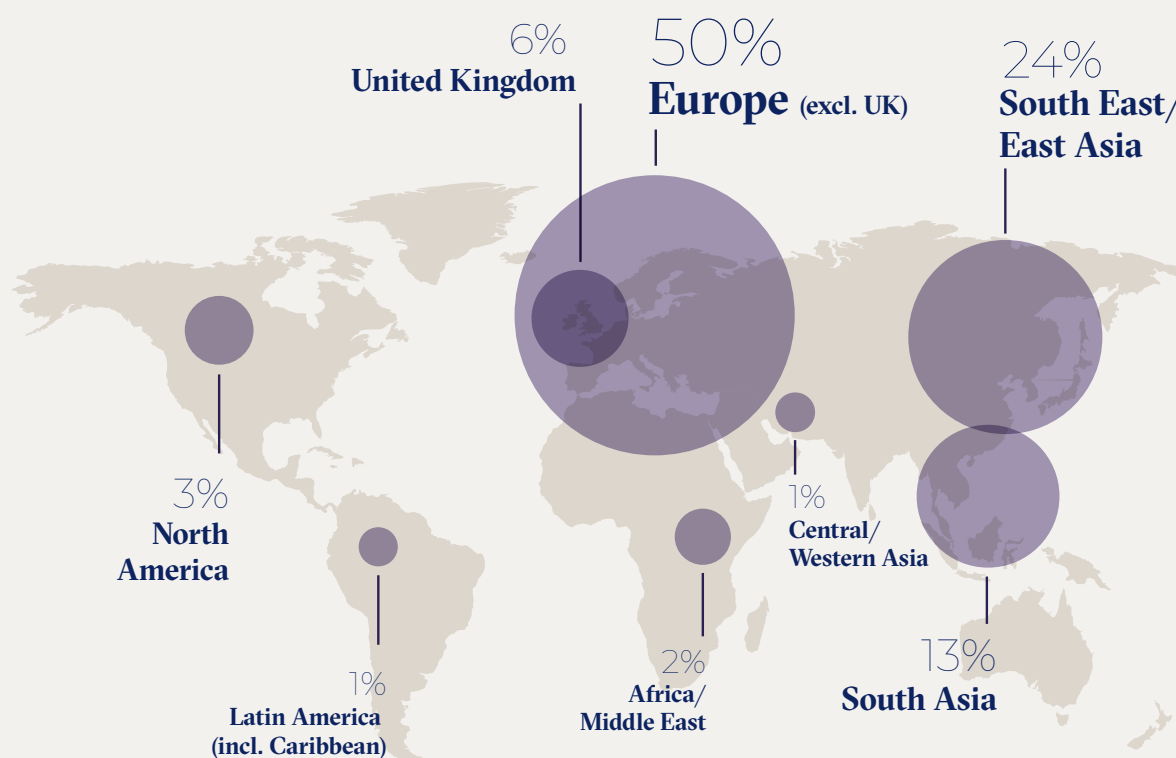 6%
United Kingdom
50%
Europe (excl. UK)
24%
South East/
East Asia
3%
North
America
1%
Central/
Western Asia
1%
Latin America
(incl. Caribbean)
2%
Africa/
Middle East
13%
South Asia